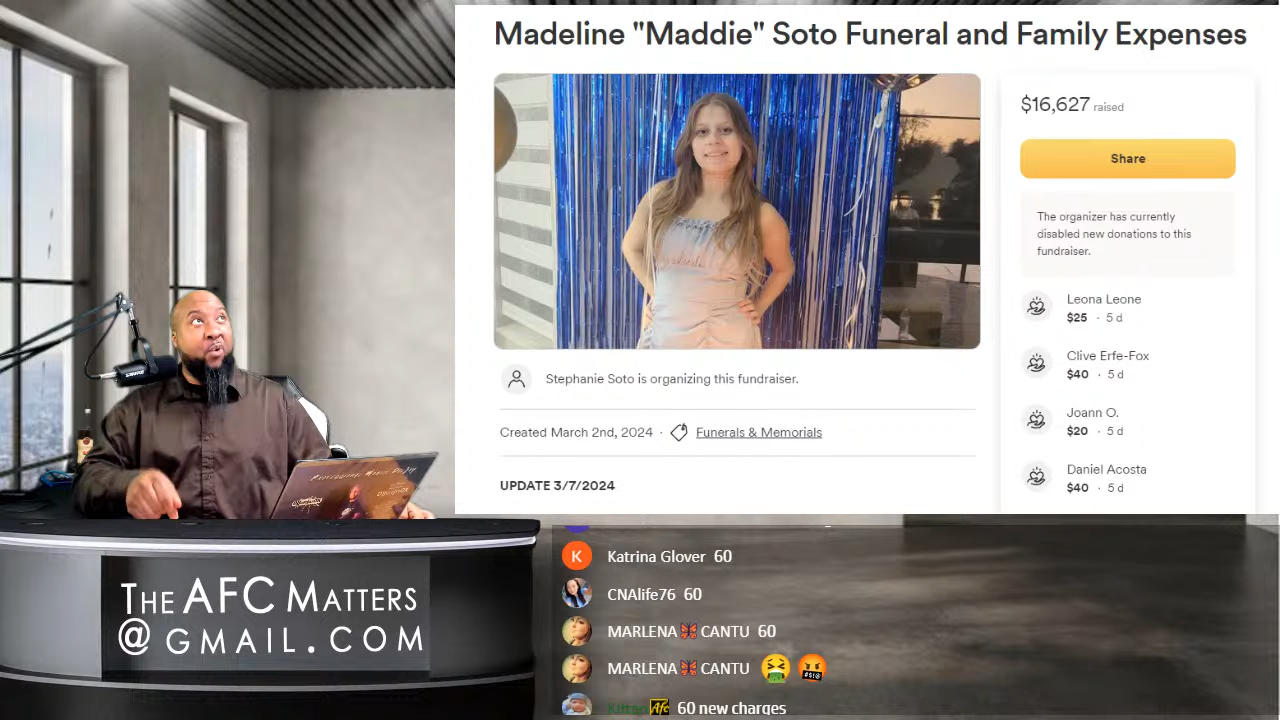 Madeline "Maddie" Soto Funeral and Family Expenses
$16,627 raised
Share
The organizer has currently
disabled new donations to this
fundraiser.
Leona Leone
$25 · 5 d
Clive Erfe-Fox
$40 · 5 d
Joann O.
$20 · 5 d
Daniel Acosta
$40 · 5 d
Stephanie Soto is organizing this fundraiser.
Created March 2nd, 2024 · Funerals & Memorials
UPDATE 3/7/2024
SHURE
THE AFC MATTERS
@GMAIL.COM
K Katrina Glover 60
CNAlife76 60
MARLENA🦋CANTU 60
MARLENA🦋CANTU 🤮 🤬
Afc 60 new charges